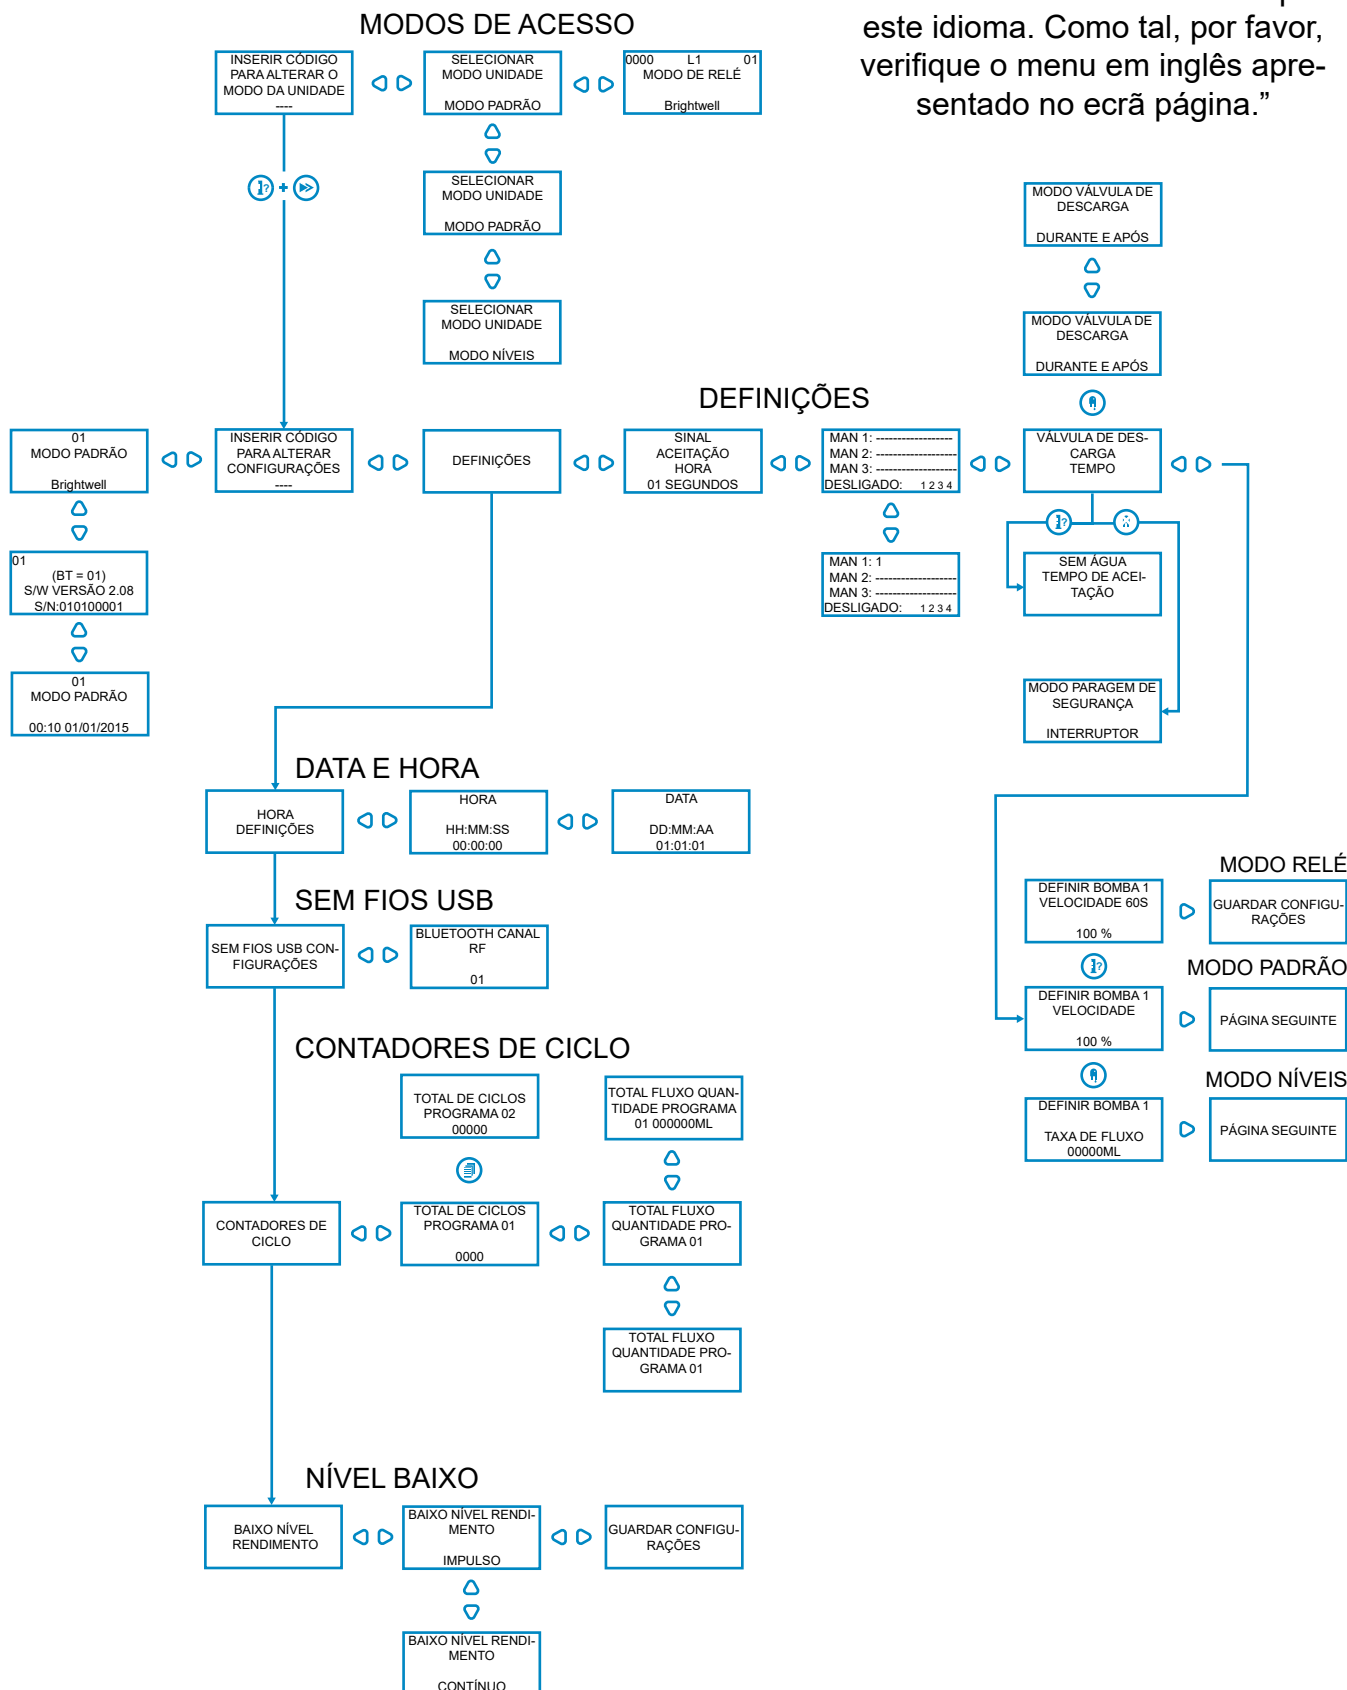 este idioma. Como tal, por favor,
verifique o menu em inglês apre-
sentado no ecrã página.”
MODOS DE ACESSO
INSERIR CÓDIGO
PARA ALTERAR O
MODO DA UNIDADE
----
SELECIONAR
MODO UNIDADE
MODO PADRÃO
0000 L1 01
MODO DE RELÉ
Brightwell
SELECIONAR
MODO UNIDADE
MODO PADRÃO
SELECIONAR
MODO UNIDADE
MODO NÍVEIS
MODO VÁLVULA DE
DESCARGA
DURANTE E APÓS
MODO VÁLVULA DE
DESCARGA
DURANTE E APÓS
DEFINIÇÕES
01
MODO PADRÃO
Brightwell
INSERIR CÓDIGO
PARA ALTERAR
CONFIGURAÇÕES
----
DEFINIÇÕES
SINAL
ACEITAÇÃO
HORA
01 SEGUNDOS
MAN 1: ------------------
MAN 2: -------------------
MAN 3: -------------------
DESLIGADO: 1 2 3 4
VÁLVULA DE DES-
CARGA
TEMPO
01
(BT = 01)
S/W VERSÃO 2.08
S/N:010100001
01
MODO PADRÃO
00:10 01/01/2015
MAN 1: 1
MAN 2: -------------------
MAN 3: -------------------
DESLIGADO: 1 2 3 4
SEM ÁGUA
TEMPO DE ACEI-
TAÇÃO
MODO PARAGEM DE
SEGURANÇA
INTERRUPTOR
DATA E HORA
HORA
DEFINIÇÕES
HORA
HH:MM:SS
00:00:00
DATA
DD:MM:AA
01:01:01
SEM FIOS USB
SEM FIOS USB CON-
FIGURAÇÕES
BLUETOOTH CANAL
RF
01
MODO RELÉ
DEFINIR BOMBA 1
VELOCIDADE 60S
100 %
GUARDAR CONFIGU-
RAÇÕES
MODO PADRÃO
DEFINIR BOMBA 1
VELOCIDADE
100 %
PÁGINA SEGUINTE
MODO NÍVEIS
DEFINIR BOMBA 1
TAXA DE FLUXO
00000ML
PÁGINA SEGUINTE
CONTADORES DE CICLO
TOTAL DE CICLOS
PROGRAMA 02
00000
TOTAL FLUXO QUAN-
TIDADE PROGRAMA
01 000000ML
CONTADORES DE
CICLO
TOTAL DE CICLOS
PROGRAMA 01
0000
TOTAL FLUXO
QUANTIDADE PRO-
GRAMA 01
TOTAL FLUXO
QUANTIDADE PRO-
GRAMA 01
NÍVEL BAIXO
BAIXO NÍVEL
RENDIMENTO
BAIXO NÍVEL RENDI-
MENTO
IMPULSO
GUARDAR CONFIGU-
RAÇÕES
BAIXO NÍVEL RENDI-
MENTO
CONTÍNUO